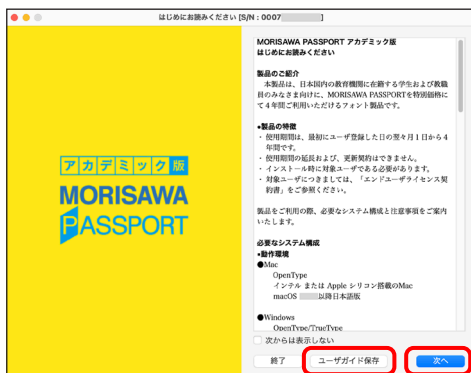 はじめにお読みください [S/N : 0007 ]
アカデミック版
MORISAWA
PASSPORT
MORISAWA PASSPORT アカデミック版
はじめにお読みください
製品のご紹介
本製品は、日本国内の教育機関に在籍する学生および教職
員のみなさま向けに、MORISAWA PASSPORTを特別価格に
て４年間ご利用いただけるフォント製品です。
•製品の特徴
・使用期間は、最初にユーザ登録した日の翌々月１日から４
年間です。
・使用期間の延長および、更新契約はできません。
・インストール時に対象ユーザである必要があります。
・対象ユーザにつきましては、「エンドユーザライセンス契
約書」をご参照ください。
製品をご利用の際、必要なシステム構成と注意事項をご案内
いたします。
必要なシステム構成
•動作環境
●Mac
OpenType
インテル または Apple シリコン搭載のMac
macOS 以降日本語版
●Windows
OpenType/TrueType
次からは表示しない
終了
ユーザガイド保存
次へ